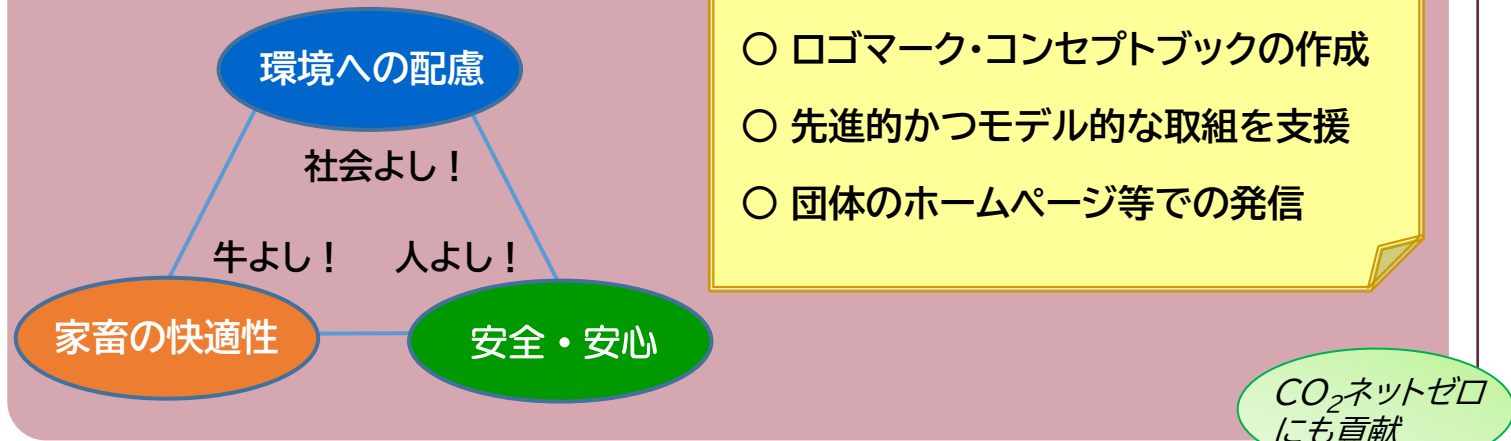 環境への配慮
社会よし！
牛よし！　人よし！
家畜の快適性
安全・安心
〇 ロゴマーク・コンセプトブックの作成
〇 先進的かつモデル的な取組を支援
〇 団体のホームページ等での発信
CO₂ネットゼロ
にも貢献